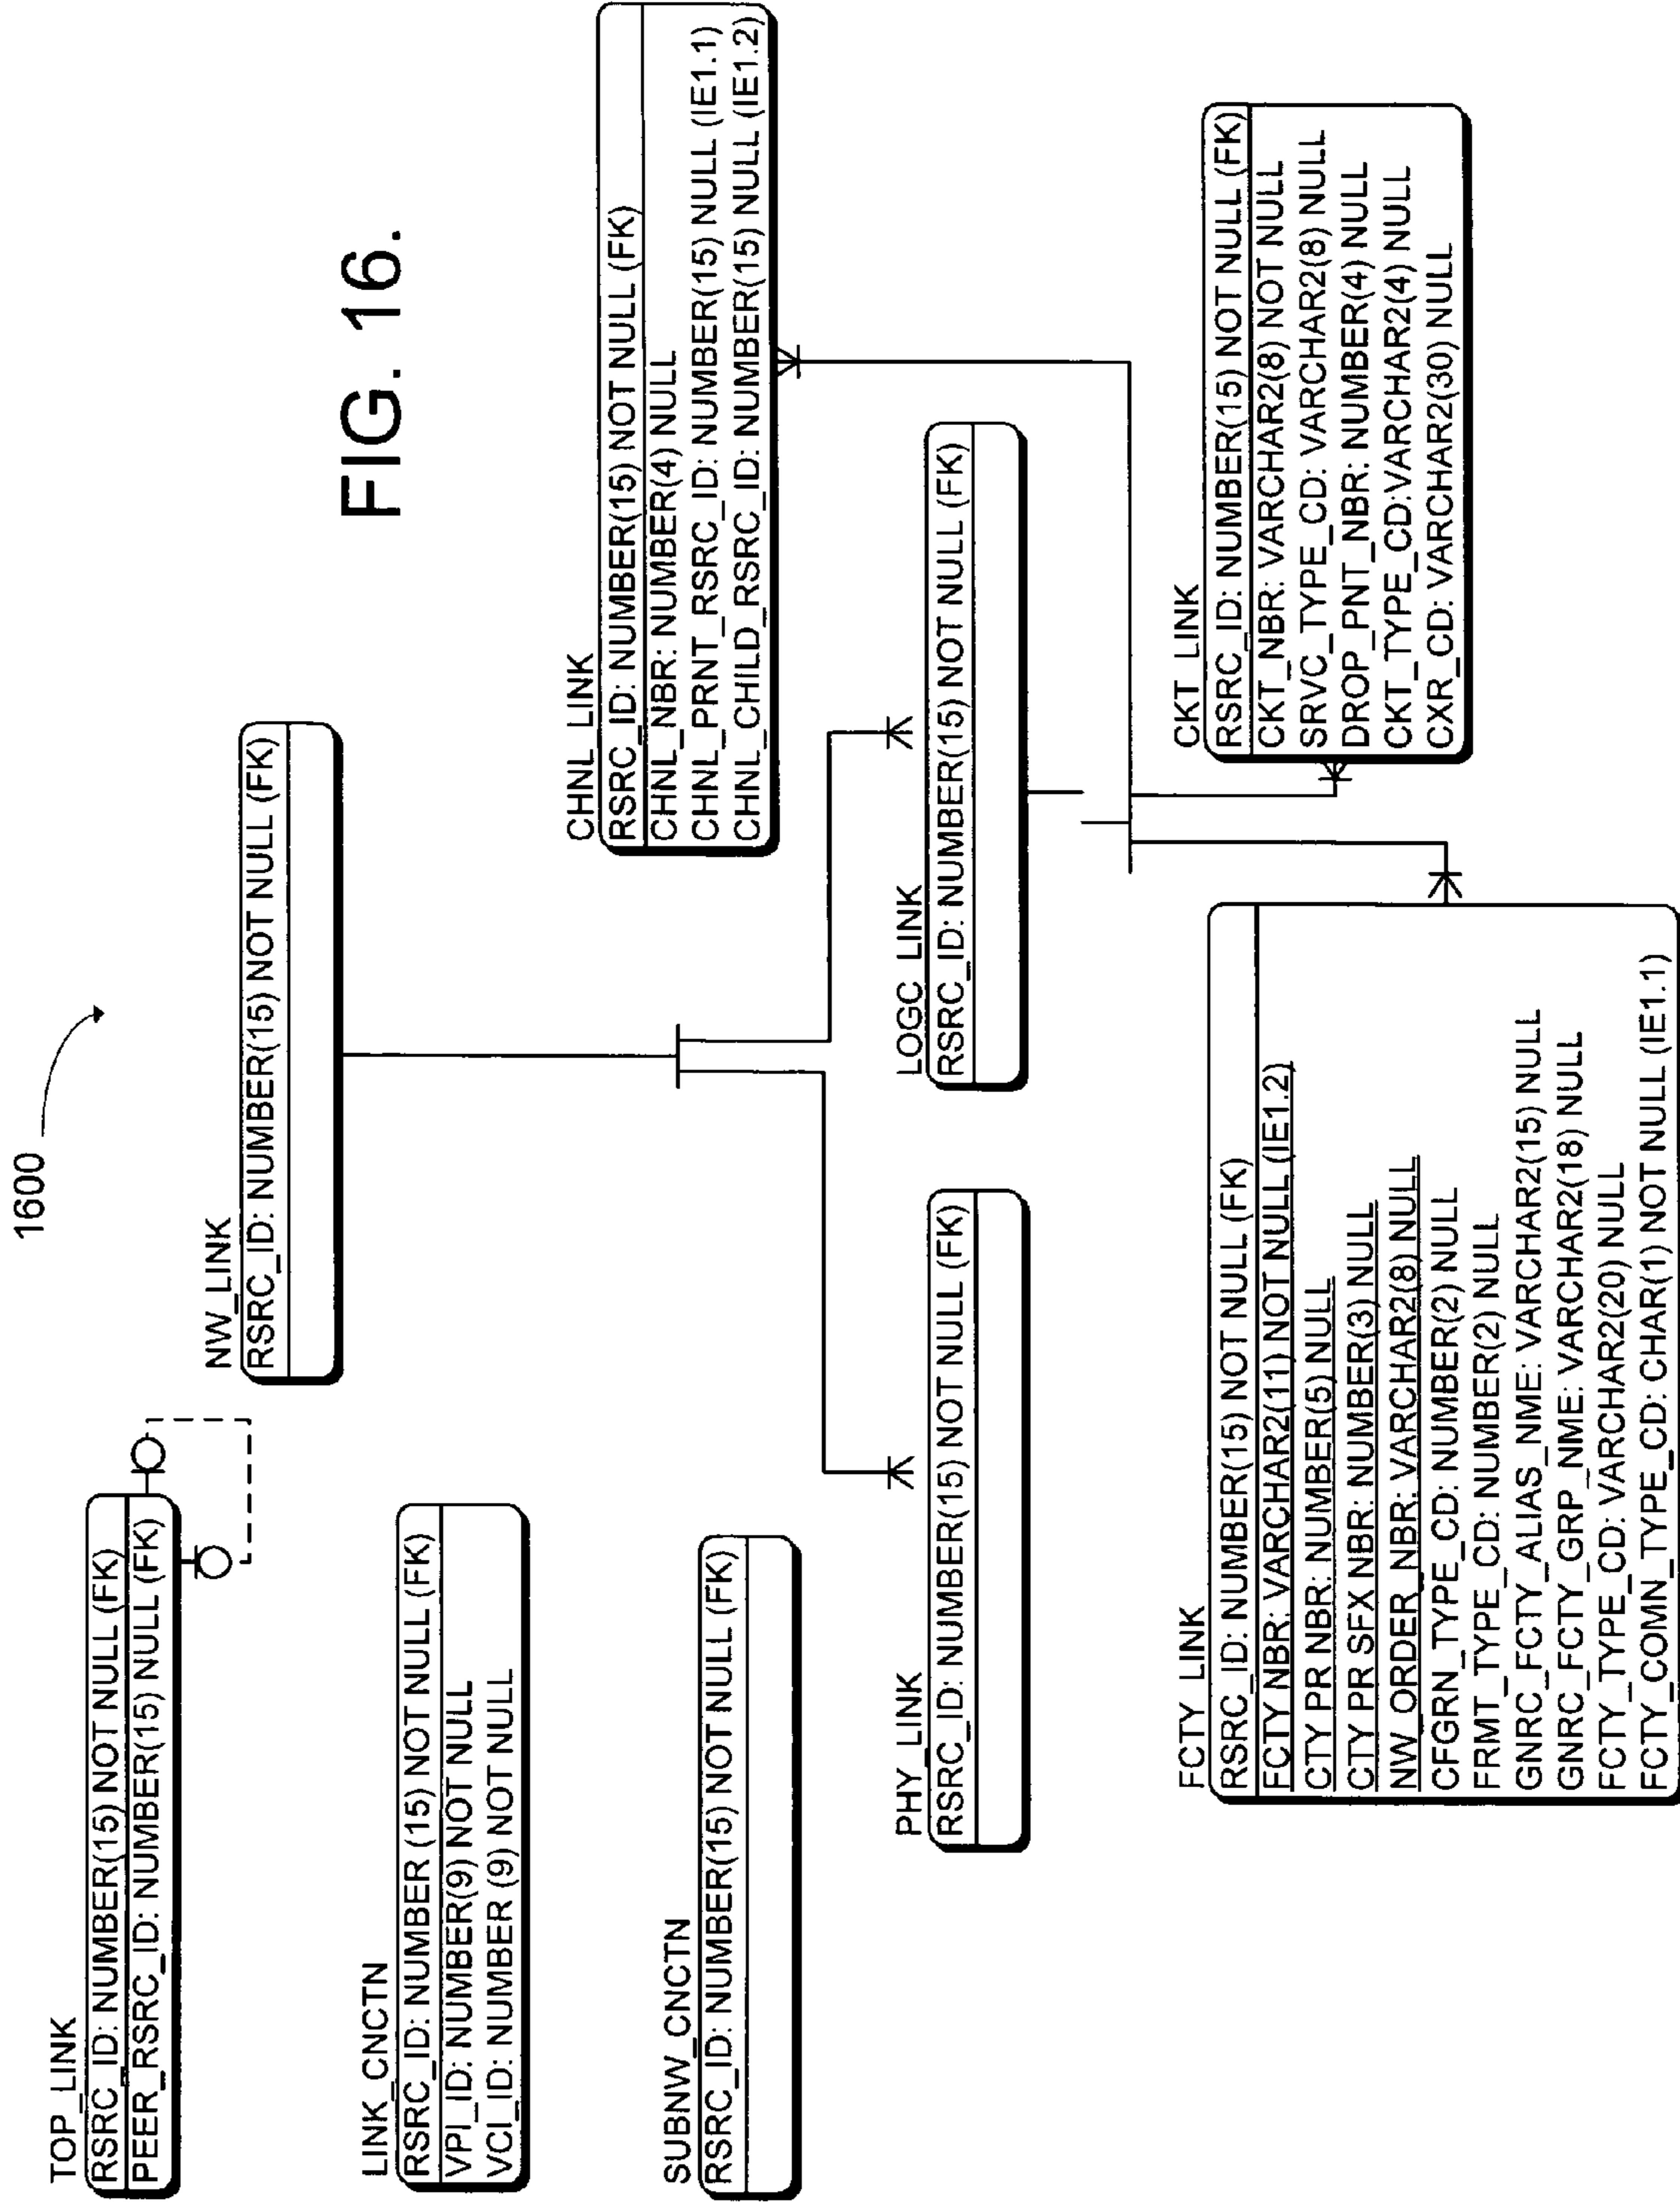 1600
FIG. 16.
TOP_LINK
RSRC_ID: NUMBER(15) NOT NULL (FK)
PEER_RSRC_ID: NUMBER(15) NULL (FK)
NW_LINK
RSRC_ID: NUMBER(15) NOT NULL (FK)
LINK_CNCTN
RSRC_ID: NUMBER (15) NOT NULL (FK)
VPI_ID: NUMBER(9) NOT NULL
VCI_ID: NUMBER (9) NOT NULL
CHNL_LINK
RSRC_ID: NUMBER(15) NOT NULL (FK)
CHNL_NBR: NUMBER(4) NULL
CHNL_PRNT_RSRC_ID: NUMBER(15) NULL (IE1.1)
CHNL_CHILD_RSRC_ID: NUMBER(15) NULL (IE1.2)
SUBNW_CNCTN
RSRC_ID: NUMBER(15) NOT NULL (FK)
PHY_LINK
RSRC_ID: NUMBER(15) NOT NULL (FK)
LOGC_LINK
RSRC_ID: NUMBER(15) NOT NULL (FK)
FCTY_LINK
RSRC_ID: NUMBER(15) NOT NULL (FK)
FCTY NBR: VARCHAR2(11) NOT NULL (IE1.2)
CTY PR NBR: NUMBER(5) NULL
CTY PR SFX NBR: NUMBER(3) NULL
NW_ORDER_NBR: VARCHAR2(8) NULL
CFGRN_TYPE_CD: NUMBER(2) NULL
FRMT_TYPE_CD: NUMBER(2) NULL
GNRC_FCTY_ALIAS_NME: VARCHAR2(15) NULL
GNRC_FCTY_GRP_NME: VARCHAR2(18) NULL
FCTY_TYPE_CD: VARCHAR2(20) NULL
FCTY_COMN_TYPE_CD: CHAR(1) NOT NULL (IE1.1)
CKT_LINK
RSRC_ID: NUMBER(15) NOT NULL (FK)
CKT_NBR: VARCHAR2(8) NOT NULL
SRVC_TYPE_CD: VARCHAR2(8) NULL
DROP_PNT_NBR: NUMBER(4) NULL
CKT_TYPE_CD:VARCHAR2(4) NULL
CXR_CD: VARCHAR2(30) NULL